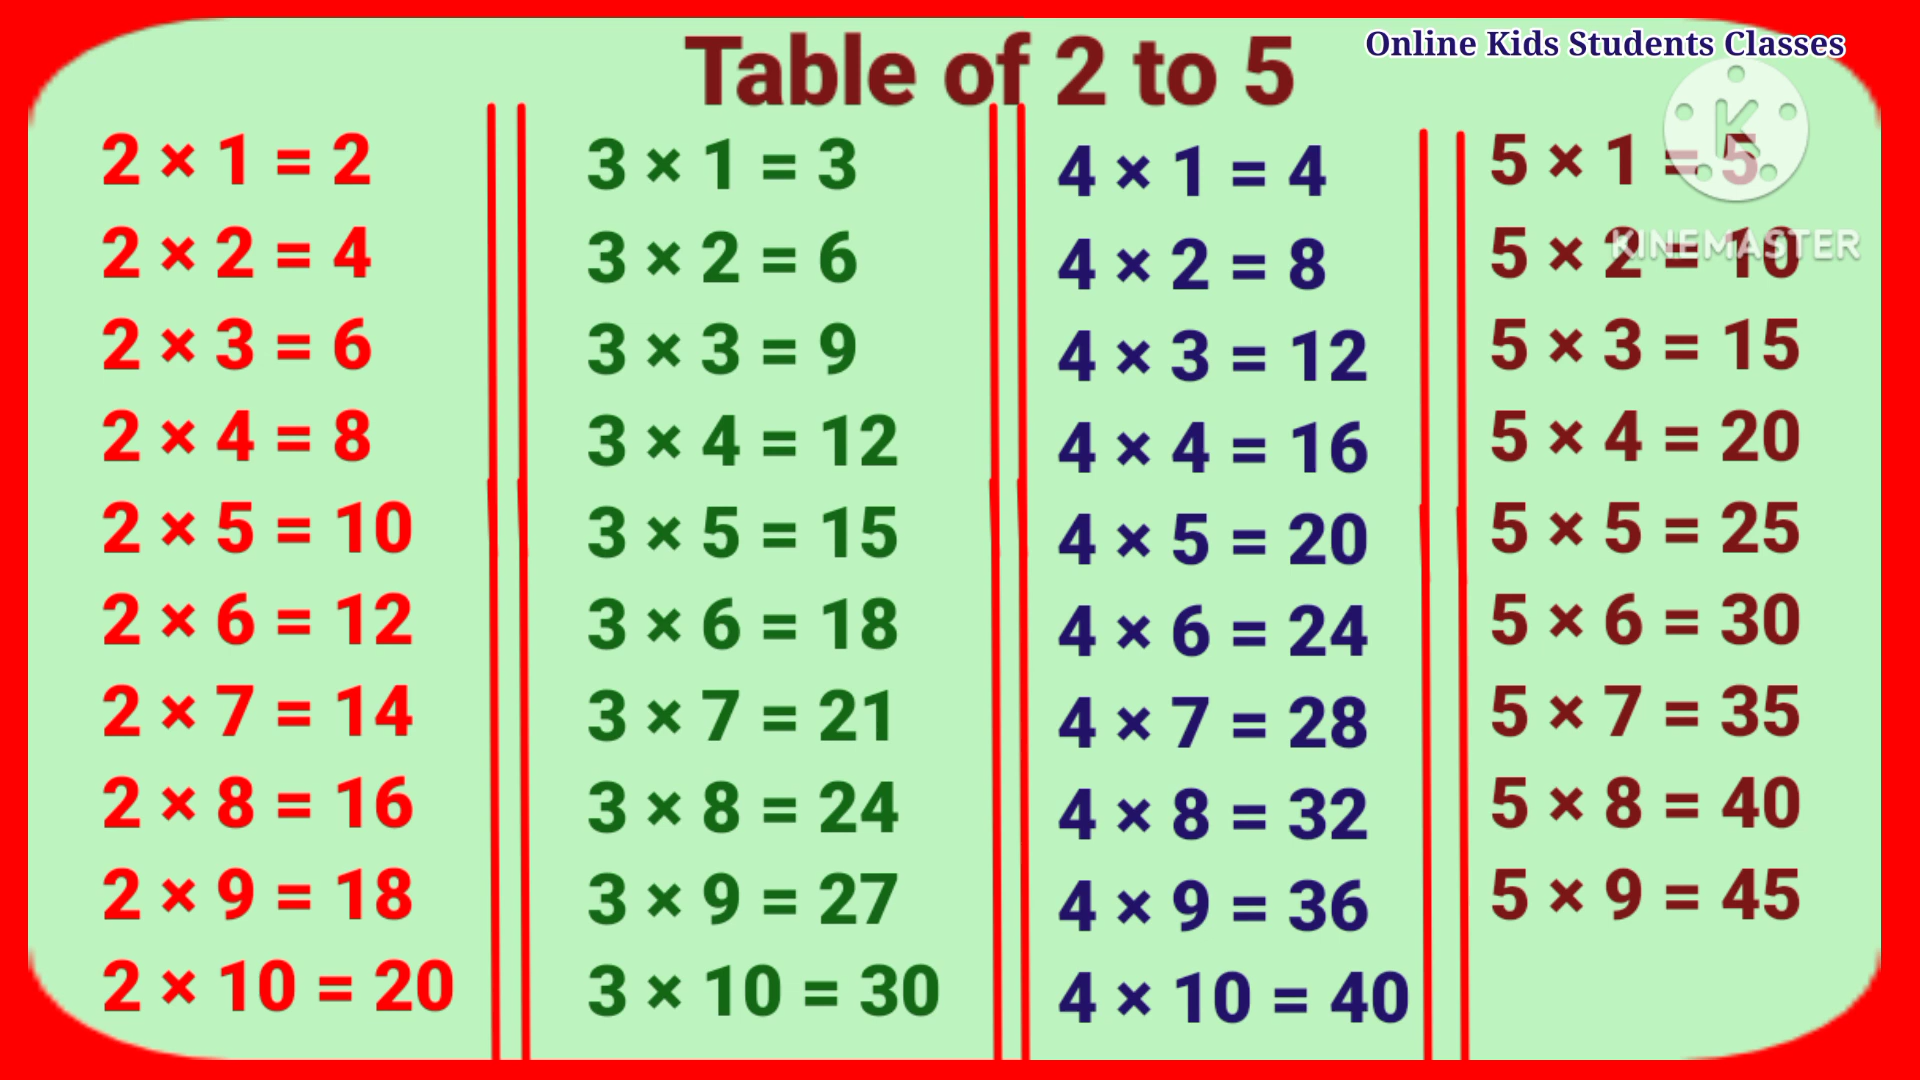 Online Kids Students Classes
Table of 2 to 5
2 × 1 = 2
2 × 2 = 4
2 × 3 = 6
2 × 4 = 8
2 × 5 = 10
2 × 6 = 12
2 × 7 = 14
2 × 8 = 16
2 × 9 = 18
2 × 10 = 20
3 × 1 = 3
3 × 2 = 6
3 × 3 = 9
3 × 4 = 12
3 × 5 = 15
3 × 6 = 18
3 × 7 = 21
3 × 8 = 24
3 × 9 = 27
3 × 10 = 30
4 × 1 = 4
4 × 2 = 8
4 × 3 = 12
4 × 4 = 16
4 × 5 = 20
4 × 6 = 24
4 × 7 = 28
4 × 8 = 32
4 × 9 = 36
4 × 10 = 40
5 × 1 = 5
5 × 2 = 10
5 × 3 = 15
5 × 4 = 20
5 × 5 = 25
5 × 6 = 30
5 × 7 = 35
5 × 8 = 40
5 × 9 = 45
K
KINEMASTER